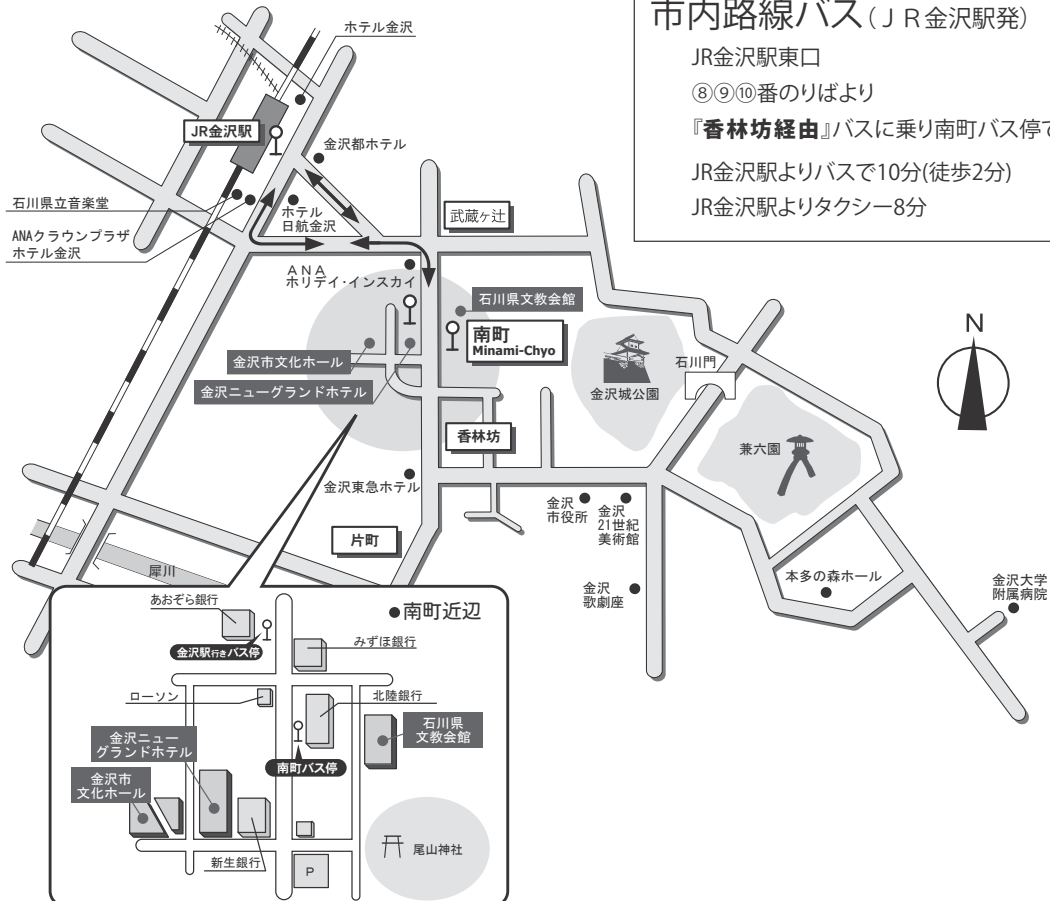 市内路線バス(JR金沢駅発)
JR金沢駅東口
⑧⑨⑩番のりばより
『香林坊経由』バスに乗り南町バス停で
JR金沢駅よりバスで10分(徒歩2分)
JR金沢駅よりタクシー8分
ホテル金沢
JR金沢駅
金沢都ホテル
石川県立音楽堂
ANAクラウンプラザ
ホテル金沢
ホテル
日航金沢
武蔵ヶ辻
ANA
ホリデイ・インスカイ
石川県文教会館
南町
Minami-Chyo
金沢市文化ホール
金沢ニューグランドホテル
金沢城公園
石川門
N
兼六園
香林坊
金沢東急ホテル
片町
金沢
市役所
金沢
21世紀
美術館
金沢
歌劇座
本多の森ホール
金沢大学
附属病院
犀川
●南町近辺
あおぞら銀行
金沢駅行きバス停
みずほ銀行
ローソン
北陸銀行
石川県
文教会館
金沢ニュー
グランドホテル
南町バス停
金沢市
文化ホール
新生銀行
P
尾山神社